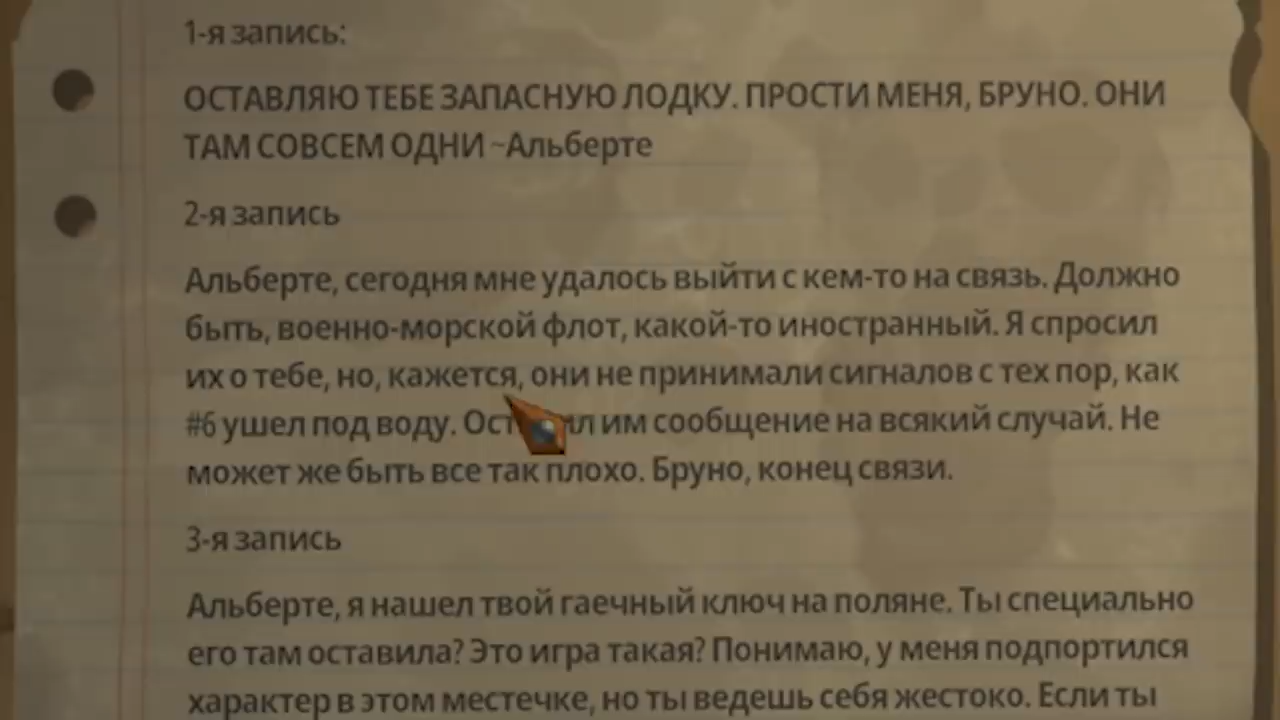 1-я запись:
ОСТАВЛЯЮ ТЕБЕ ЗАПАСНУЮ ЛОДКУ. ПРОСТИ МЕНЯ, БРУНО. ОНИ
ТАМ СОВСЕМ ОДНИ ~Альберте
2-я запись
Альберте, сегодня мне удалось выйти с кем-то на связь. Должно
быть, военно-морской флот, какой-то иностранный. Я спросил
их о тебе, но, кажется, они не принимали сигналов с тех пор, как
#6 ушел под воду. им сообщение на всякий случай. Не
может же быть все так плохо. Бруно, конец связи.
3-я запись
Альберте, я нашел твой гаечный ключ на поляне. Ты специально
его там оставила? Это игра такая? Понимаю, у меня подпортился
характер в этом местечке, но ты ведешь себя жестоко. Если ты